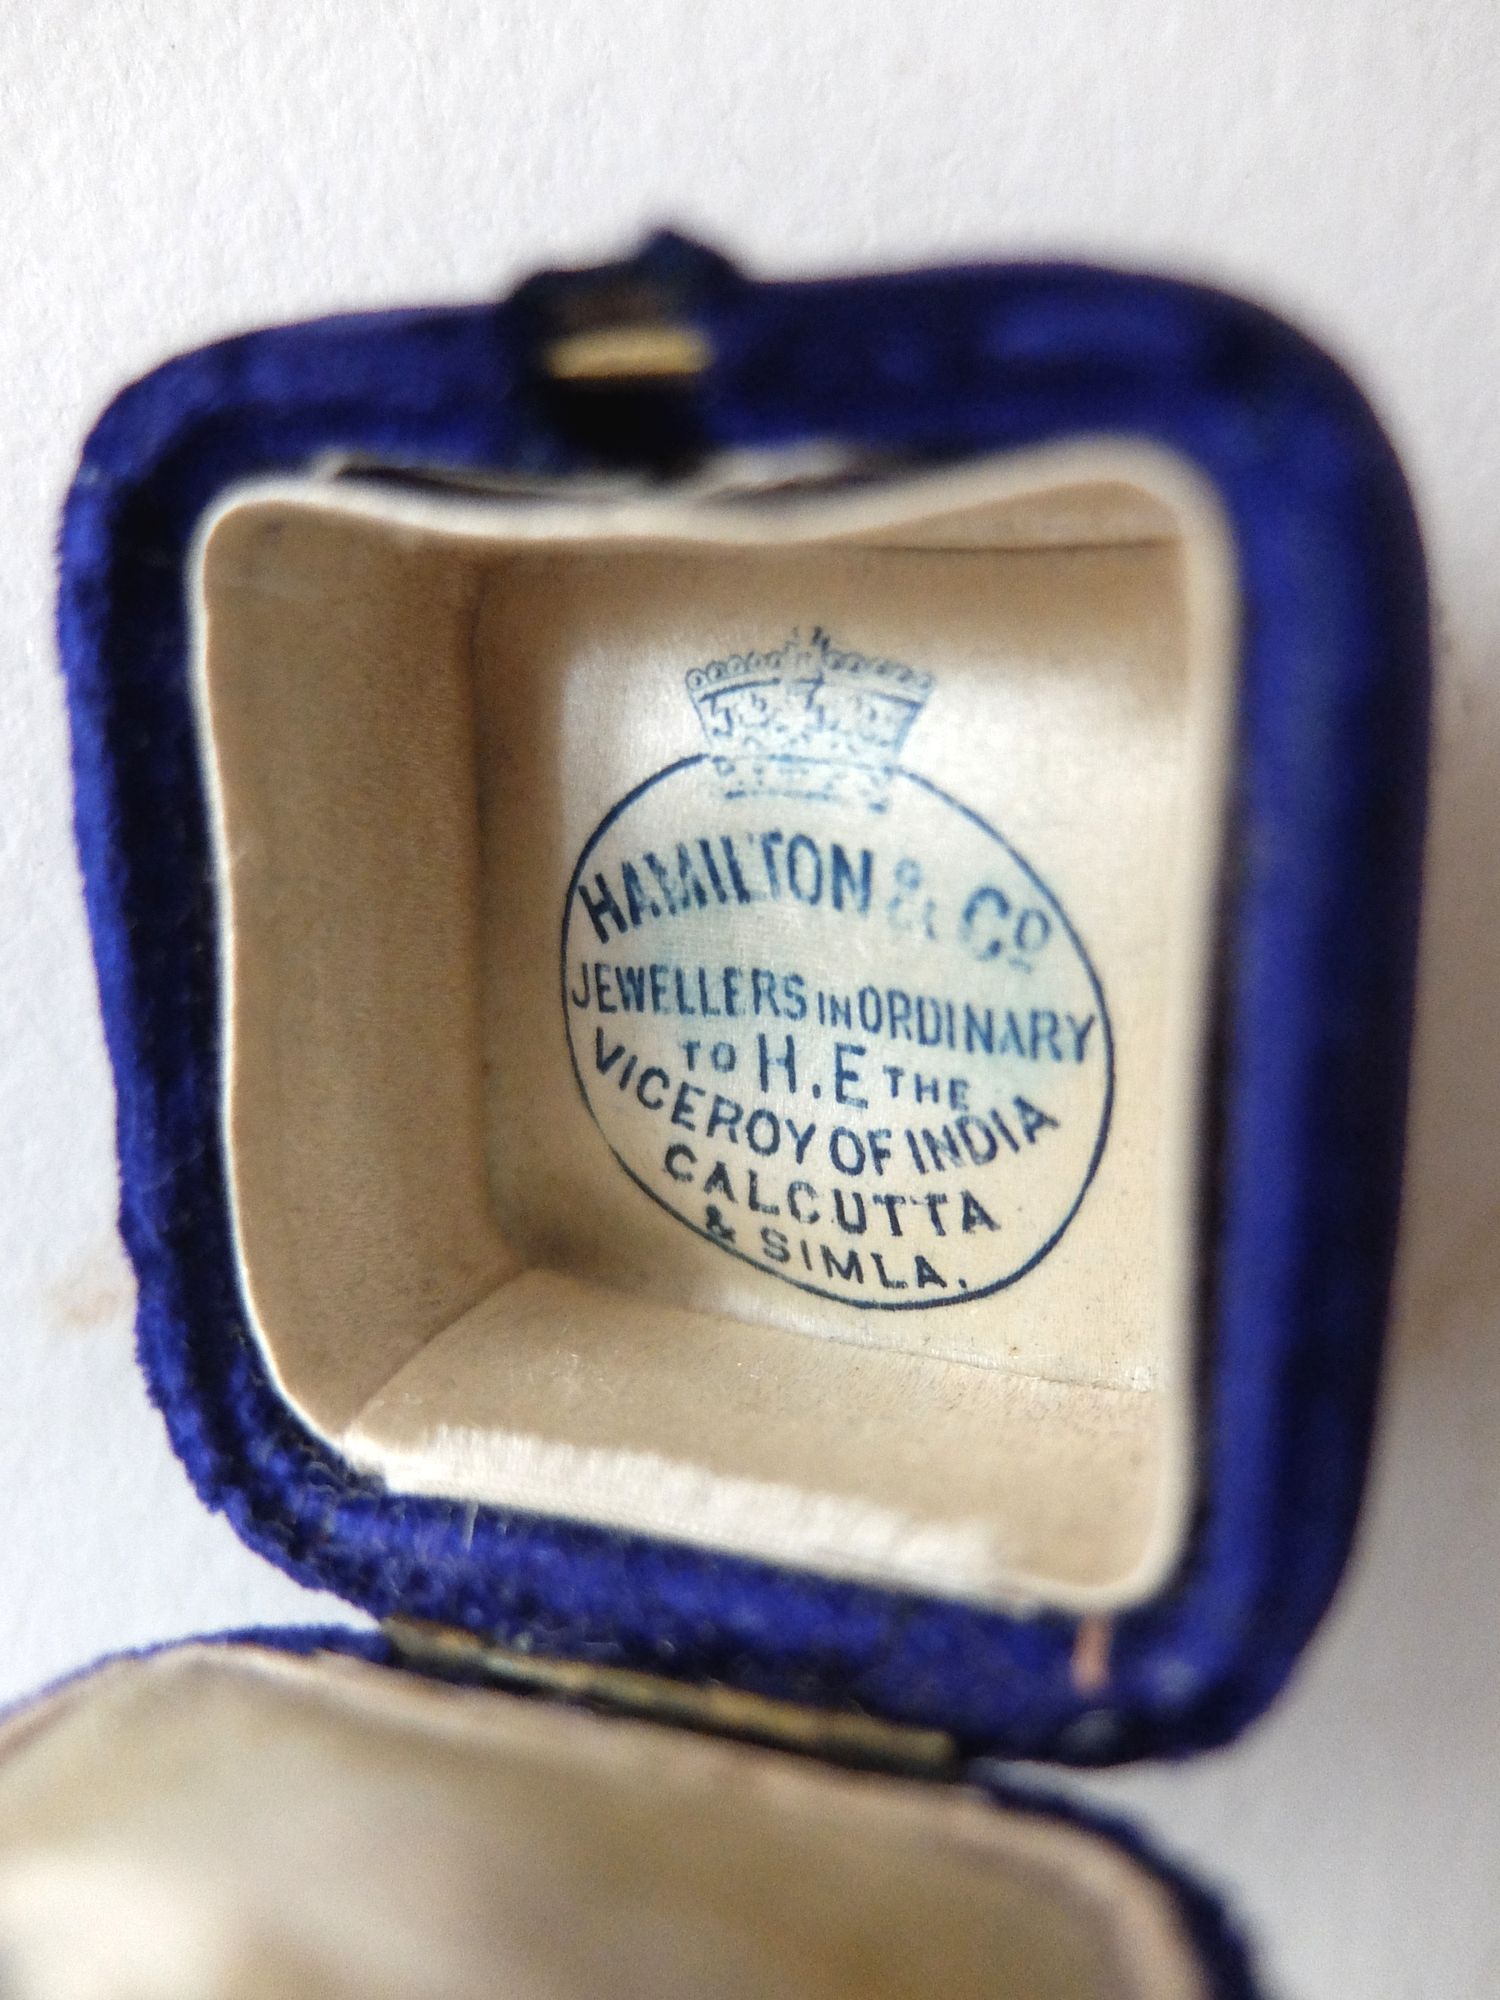 HAMILTON & Cº
JEWELLERS IN ORDINARY
TO H.E THE
VICEROY OF INDIA
CALCUTTA
& SIMLA.